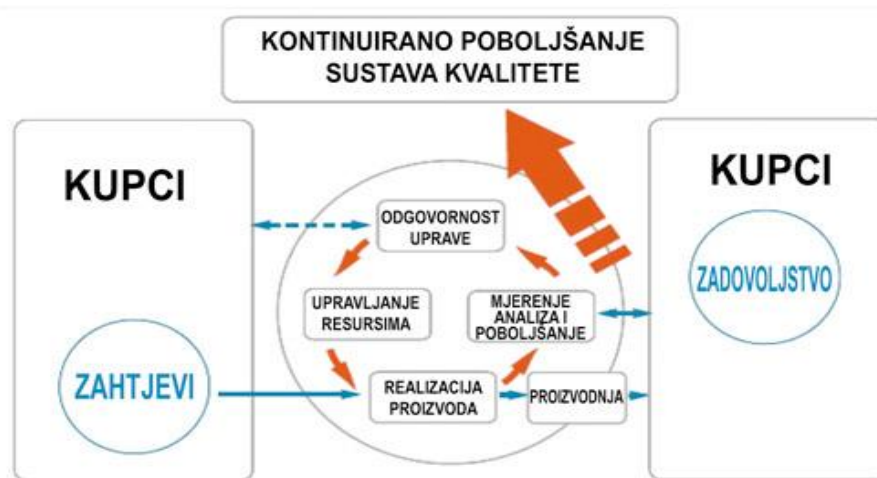 KONTINUIRANO POBOLJŠANJE
SUSTAVA KVALITETE
KUPCI
ZAHTJEVI
ODGOVORNOST
UPRAVE
UPRAVLJANJE
RESURSIMA
MJERENJE
ANALIZA I
POBOLJŠANJE
REALIZACIJA
PROIZVODA
PROIZVODNJA
KUPCI
ZADOVOLJSTVO